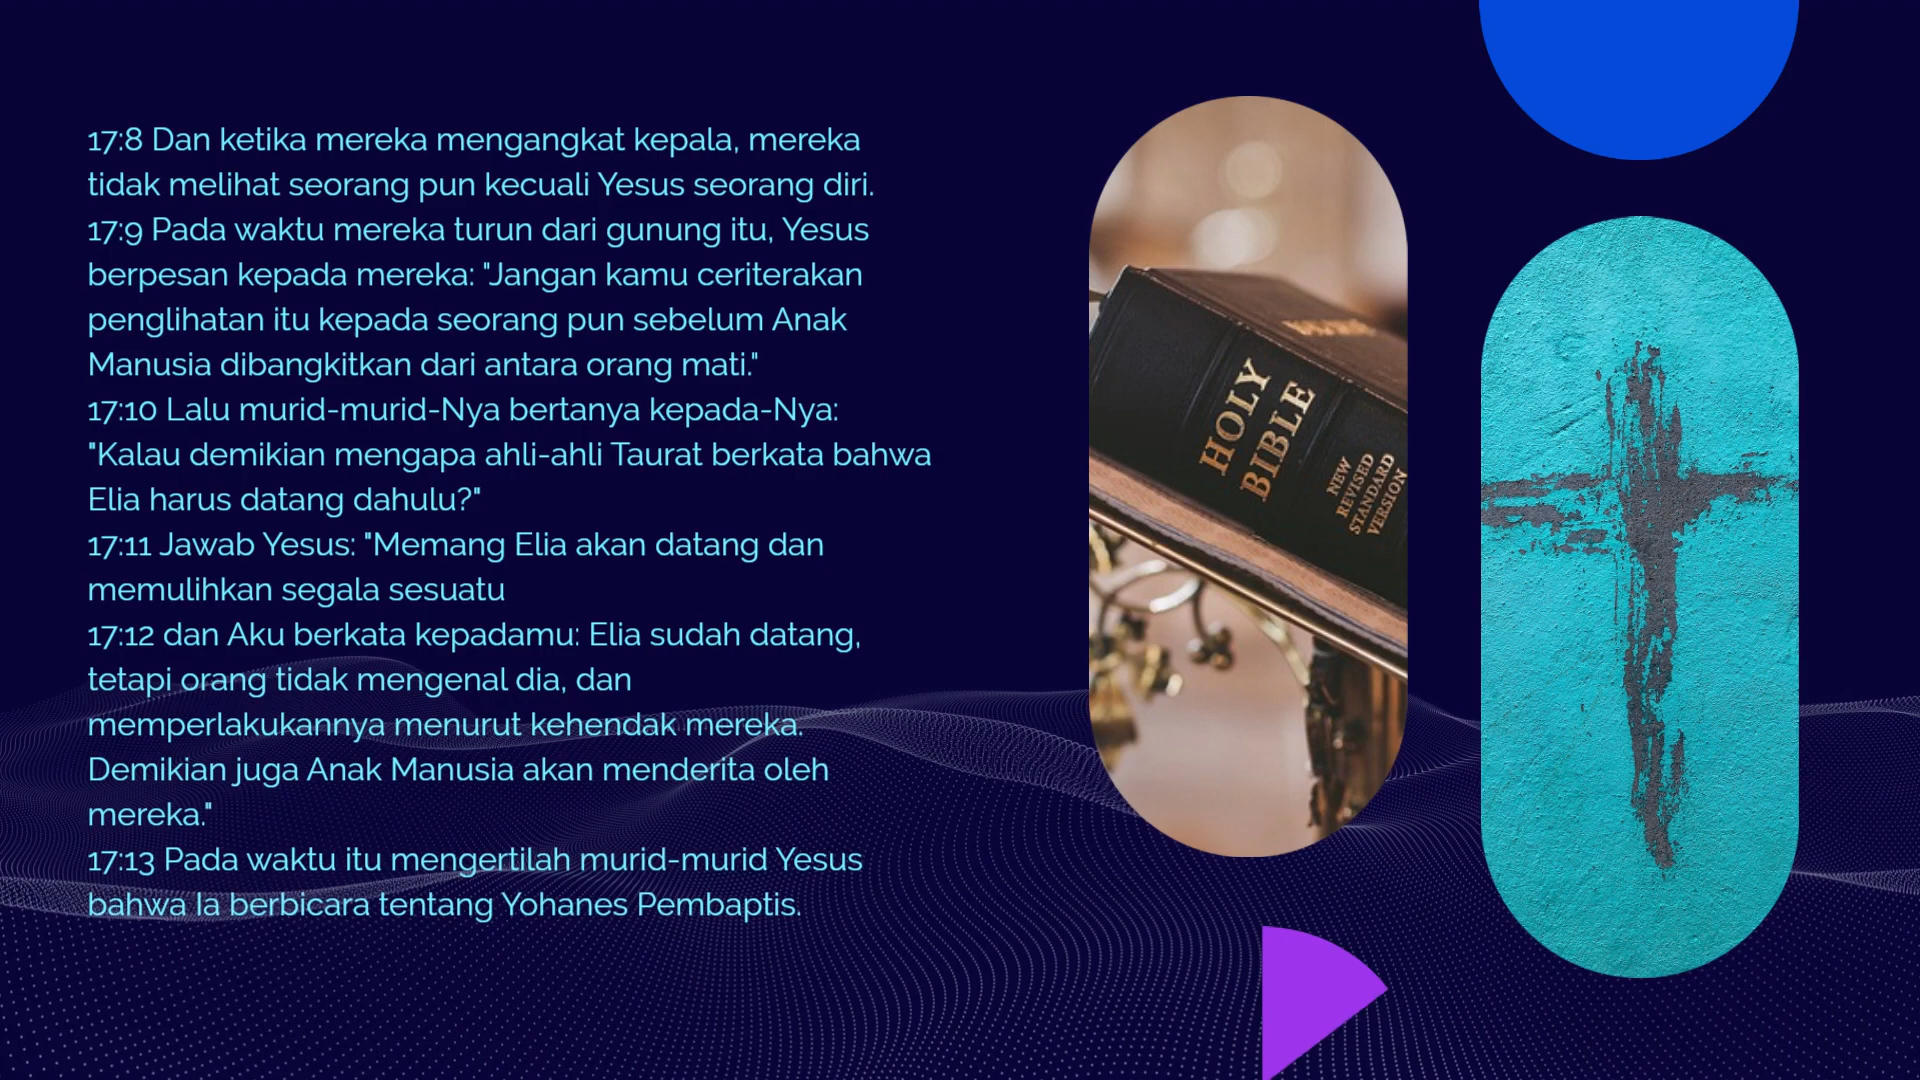 17:8 Dan ketika mereka mengangkat kepala, mereka
tidak melihat seorang pun kecuali Yesus seorang diri.
17:9 Pada waktu mereka turun dari gunung itu, Yesus
berpesan kepada mereka: "Jangan kamu ceriterakan
penglihatan itu kepada seorang pun sebelum Anak
Manusia dibangkitkan dari antara orang mati."
17:10 Lalu murid-murid-Nya bertanya kepada-Nya:
"Kalau demikian mengapa ahli-ahli Taurat berkata bahwa
Elia harus datang dahulu?"
17:11 Jawab Yesus: "Memang Elia akan datang dan
memulihkan segala sesuatu
17:12 dan Aku berkata kepadamu: Elia sudah datang,
tetapi orang tidak mengenal dia, dan
memperlakukannya menurut kehendak mereka.
Demikian juga Anak Manusia akan menderita oleh
mereka."
17:13 Pada waktu itu mengertilah murid-murid Yesus
bahwa Ia berbicara tentang Yohanes Pembaptis.
HOLY
BIBLE
NEW
REVISED
STANDARD
VERSION